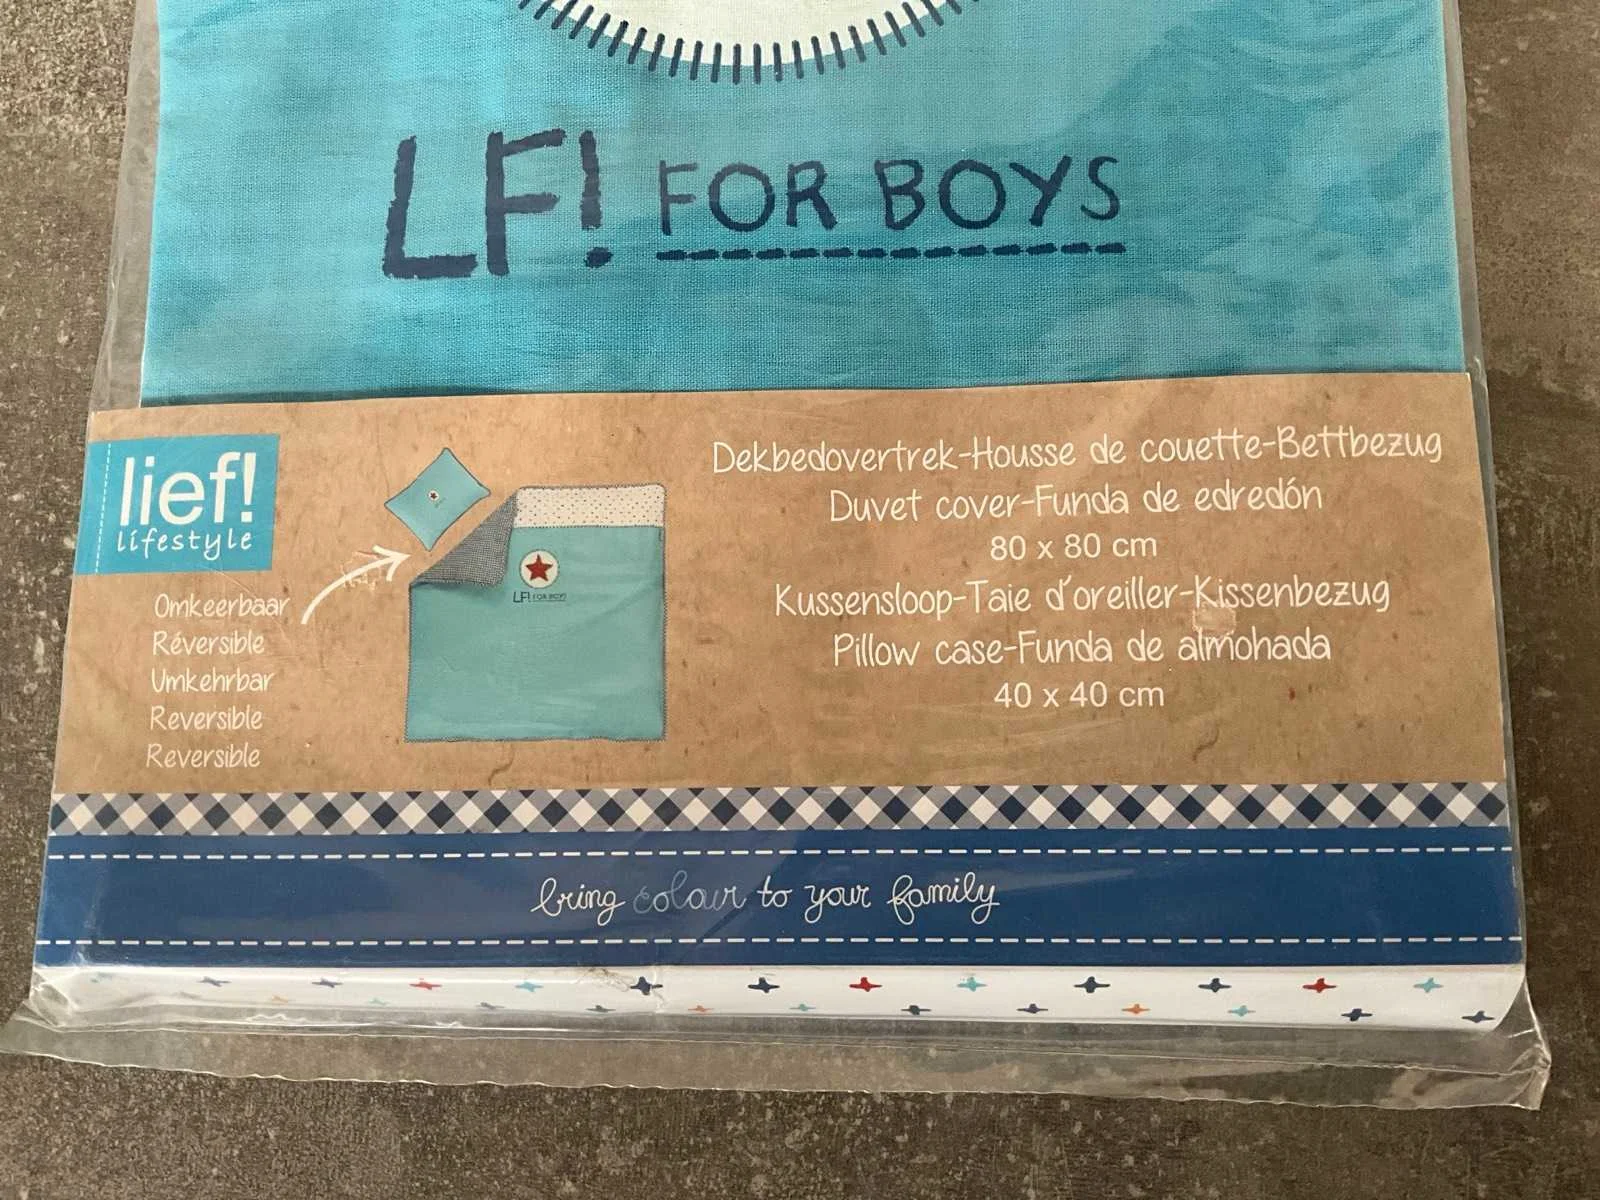 LF! FOR BOYS
lief!
lifestyle
Omkeerbaar
Réversible
Umkehrbar
Reversible
Reversible
LF! FOR BOYS
Dekbedovertrek-Housse de couette-Bettbezug
Duvet cover-Funda de edredón
80 x 80 cm
Kussensloop-Taie d'oreiller-Kissenbezug
Pillow case-Funda de almohada
40 x 40 cm
bring colour to your family